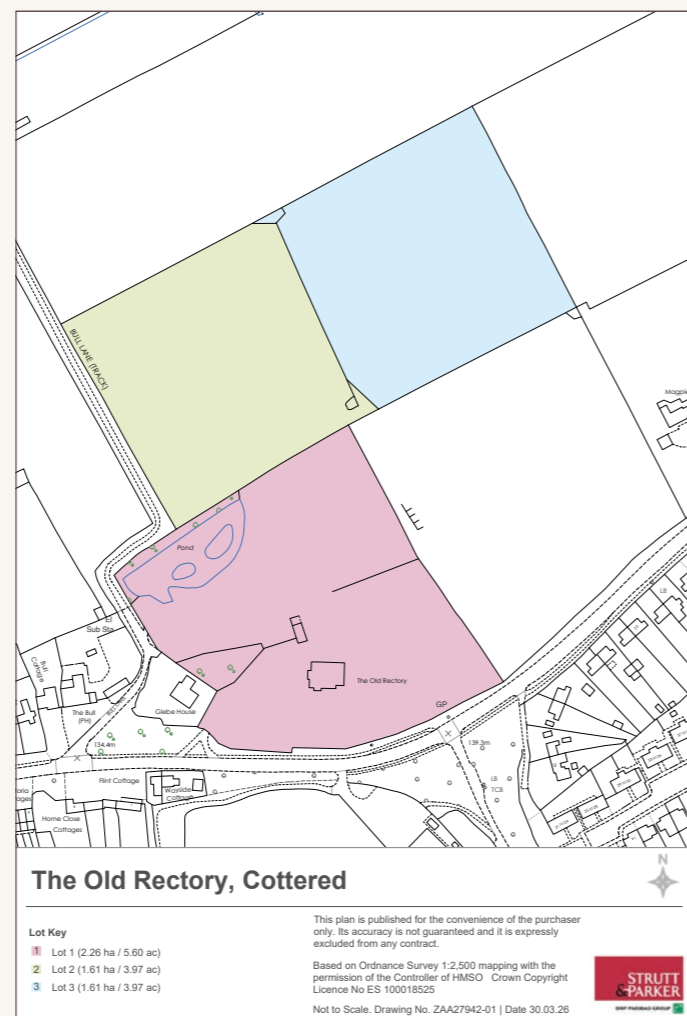 BULL LANE (TRACK)
Magpie
Pond
El
Sub Sta
LB
Bull
Cottage
The Old Rectory
The Bull
(PH)
Glebe House
GP
134.4m
139.3m
Flint Cottage
LB
TCB
Wayside
Cottage
Home Close
Cottages
The Old Rectory, Cottered
N
Lot Key
1 Lot 1 (2.26 ha / 5.60 ac)
2 Lot 2 (1.61 ha / 3.97 ac)
3 Lot 3 (1.61 ha / 3.97 ac)
This plan is published for the convenience of the purchaser
only. Its accuracy is not guaranteed and it is expressly
excluded from any contract.
Based on Ordnance Survey 1:2,500 mapping with the
permission of the Controller of HMSO Crown Copyright
Licence No ES 100018525
Not to Scale. Drawing No. ZAA27942-01 | Date 30.03.26
STRUTT
&PARKER
BNP PARIBAS GROUP